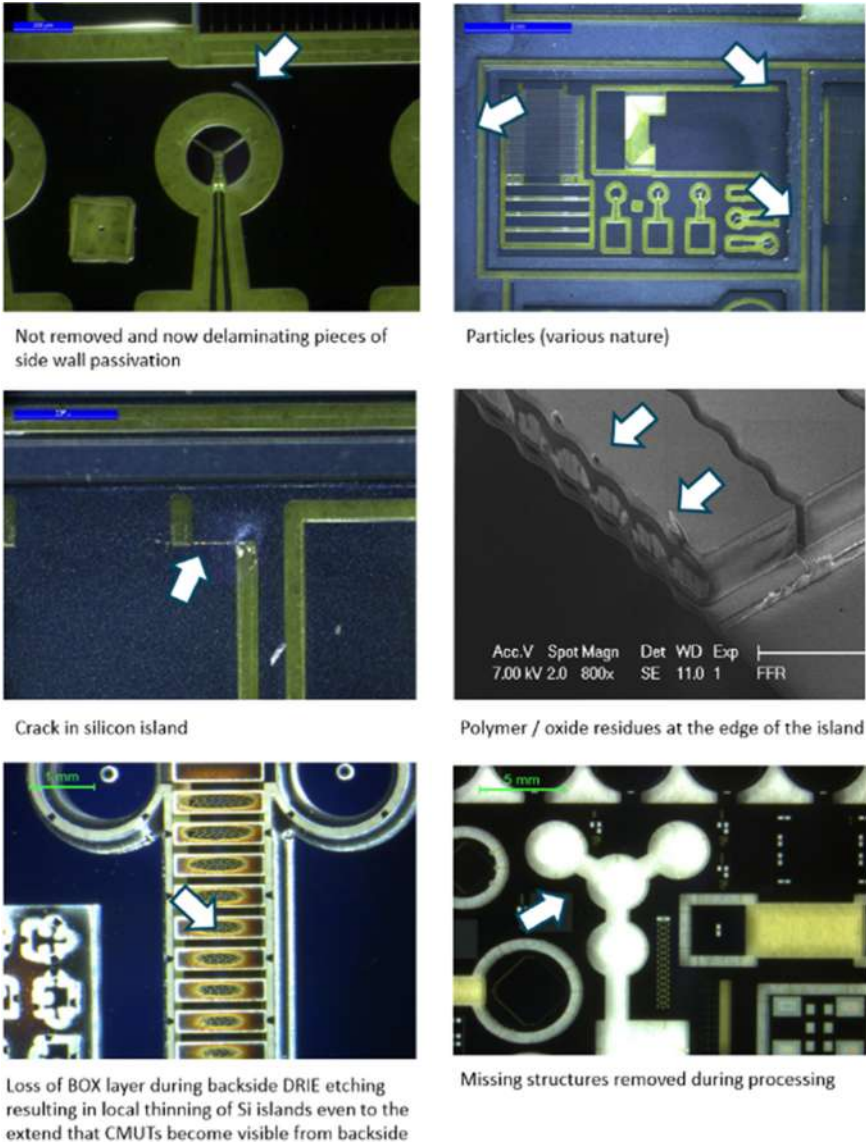 Not removed and now delaminating pieces of
side wall passivation
Particles (various nature)
Crack in silicon island
Acc.V Spot Magn Det WD Exp
7.00 kV 2.0 800x SE 11.0 1 FFR
Polymer / oxide residues at the edge of the island
1 mm
5 mm
Loss of BOX layer during backside DRIE etching
resulting in local thinning of Si islands even to the
extend that CMUTs become visible from backside
Missing structures removed during processing